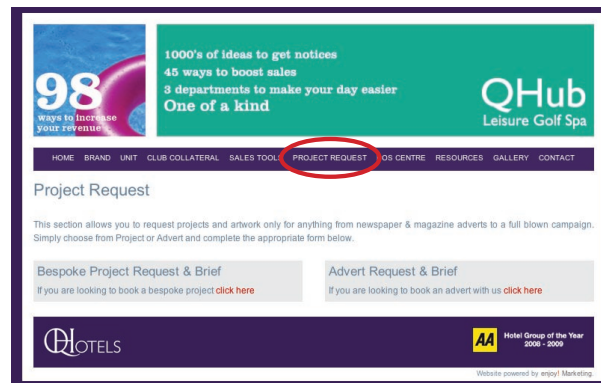 98
ways to increase
your revenue
1000's of ideas to get notices
45 ways to boost sales
3 departments to make your day easier
One of a kind
QHub
Leisure Golf Spa
HOME BRAND UNIT CLUB COLLATERAL SALES TOOLS PROJECT REQUEST POS CENTRE RESOURCES GALLERY CONTACT
Project Request
This section allows you to request projects and artwork only for anything from newspaper & magazine adverts to a full blown campaign.
Simply choose from Project or Advert and complete the appropriate form below.
Bespoke Project Request & Brief
If you are looking to book a bespoke project click here
Advert Request & Brief
If you are looking to book an advert with us click here
QHOTELS
AA
Hotel Group of the Year
2008 - 2009
Website powered by enjoy! Marketing.